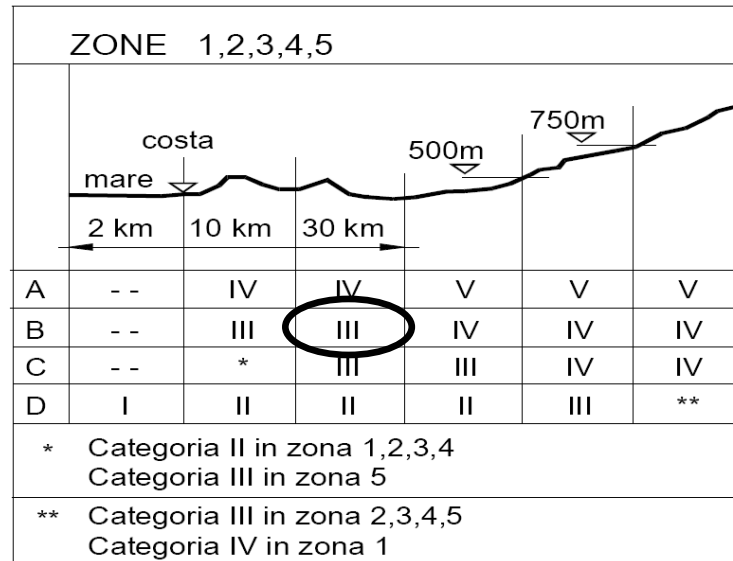 ZONE 1,2,3,4,5
750m
costa
500m
mare
2 km 10 km 30 km
A - - IV IV V V V
B - - III III IV IV IV
C - - * III III IV IV
D I II II II III **
* Categoria II in zona 1,2,3,4
Categoria III in zona 5
** Categoria III in zona 2,3,4,5
Categoria IV in zona 1